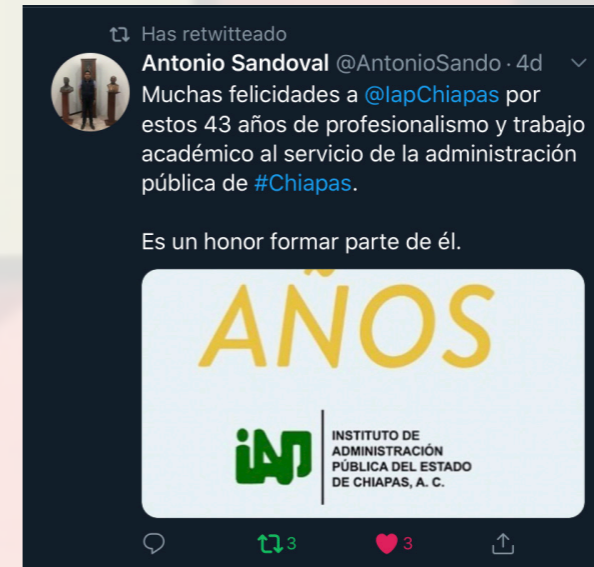 Has retwitteado
Antonio Sandoval @AntonioSando · 4d
Muchas felicidades a @IapChiapas por
estos 43 años de profesionalismo y trabajo
académico al servicio de la administración
pública de #Chiapas.
Es un honor formar parte de él.
AÑOS
iAP
INSTITUTO DE
ADMINISTRACIÓN
PÚBLICA DEL ESTADO
DE CHIAPAS, A. C.
3 3